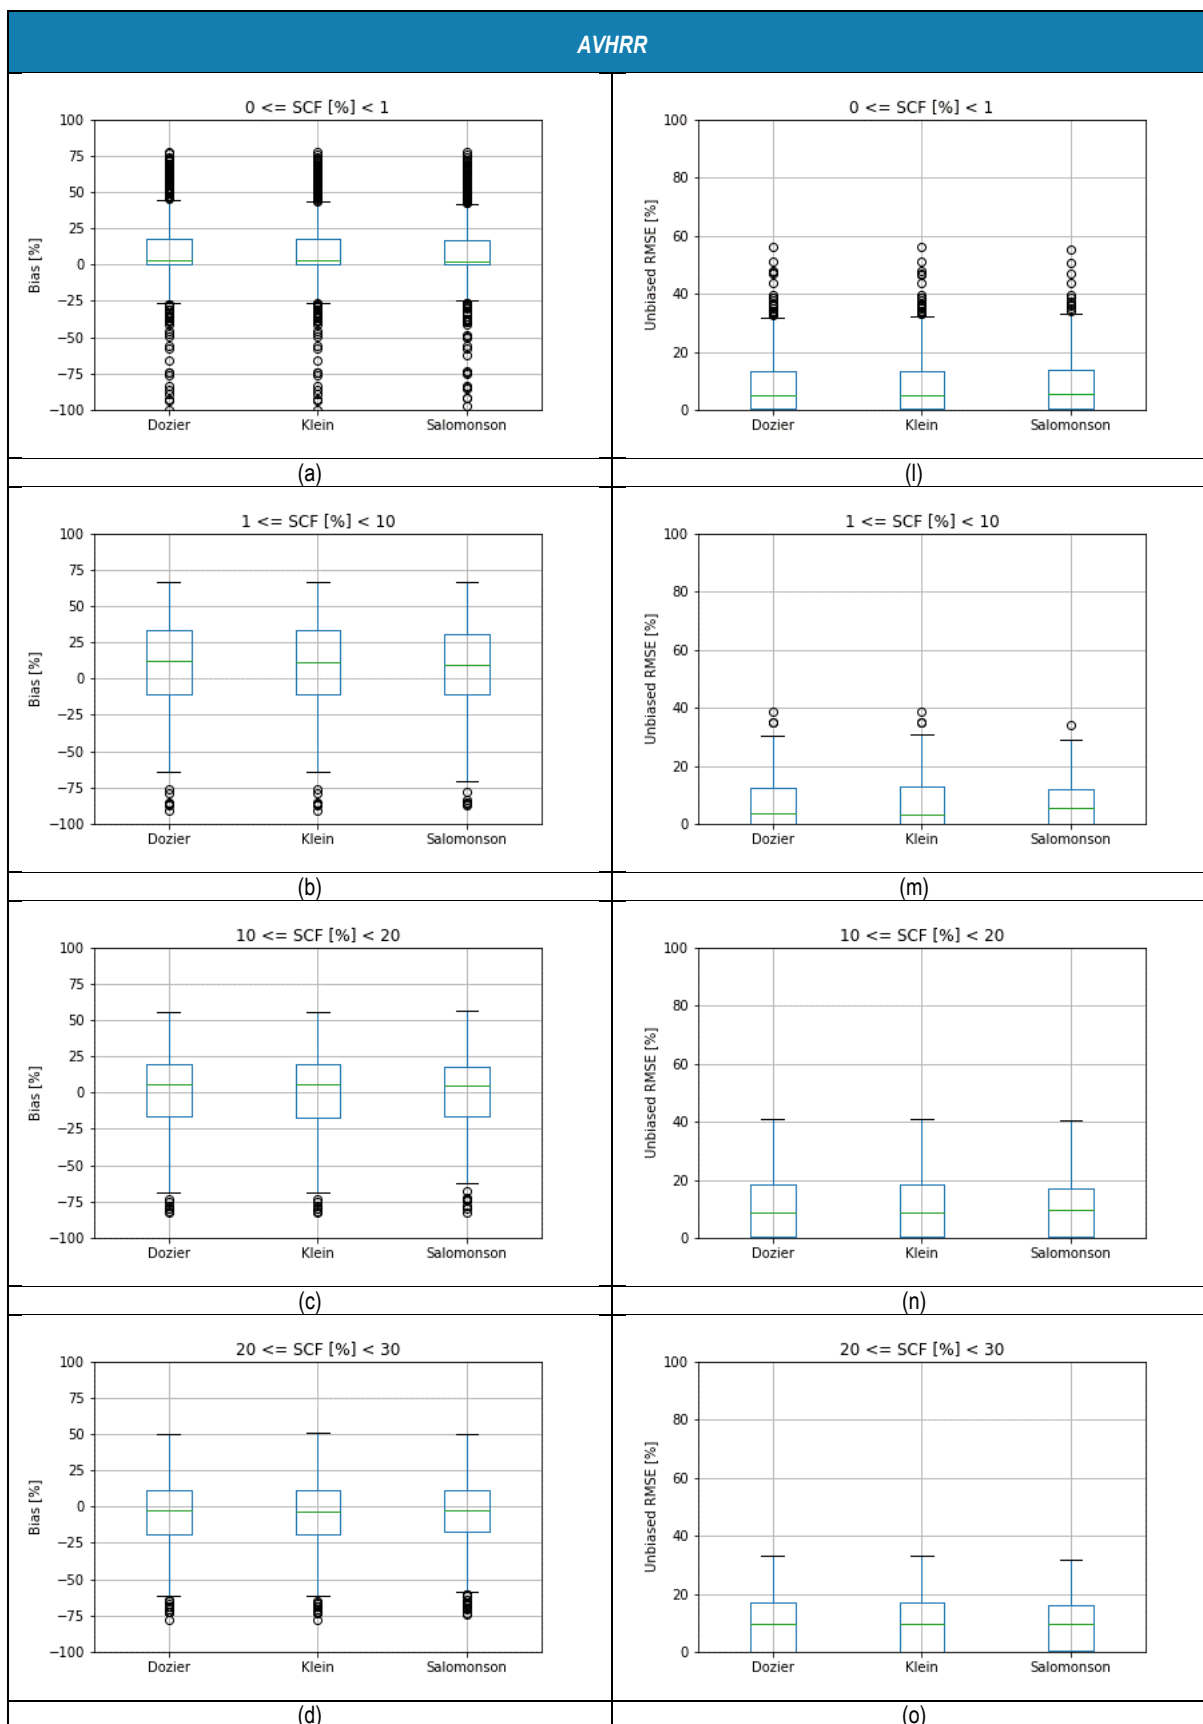 AVHRR
0 <= SCF [%] < 1
Bias [%]
100
75
50
25
0
−25
−50
−75
−100
Dozier Klein Salomonson
(a)
0 <= SCF [%] < 1
Unbiased RMSE [%]
100
80
60
40
20
0
Dozier Klein Salomonson
(l)
1 <= SCF [%] < 10
Bias [%]
100
75
50
25
0
−25
−50
−75
−100
Dozier Klein Salomonson
(b)
1 <= SCF [%] < 10
Unbiased RMSE [%]
100
80
60
40
20
0
Dozier Klein Salomonson
(m)
10 <= SCF [%] < 20
Bias [%]
100
75
50
25
0
−25
−50
−75
−100
Dozier Klein Salomonson
(c)
10 <= SCF [%] < 20
Unbiased RMSE [%]
100
80
60
40
20
0
Dozier Klein Salomonson
(n)
20 <= SCF [%] < 30
Bias [%]
100
75
50
25
0
−25
−50
−75
−100
Dozier Klein Salomonson
(d)
20 <= SCF [%] < 30
Unbiased RMSE [%]
100
80
60
40
20
0
Dozier Klein Salomonson
(o)